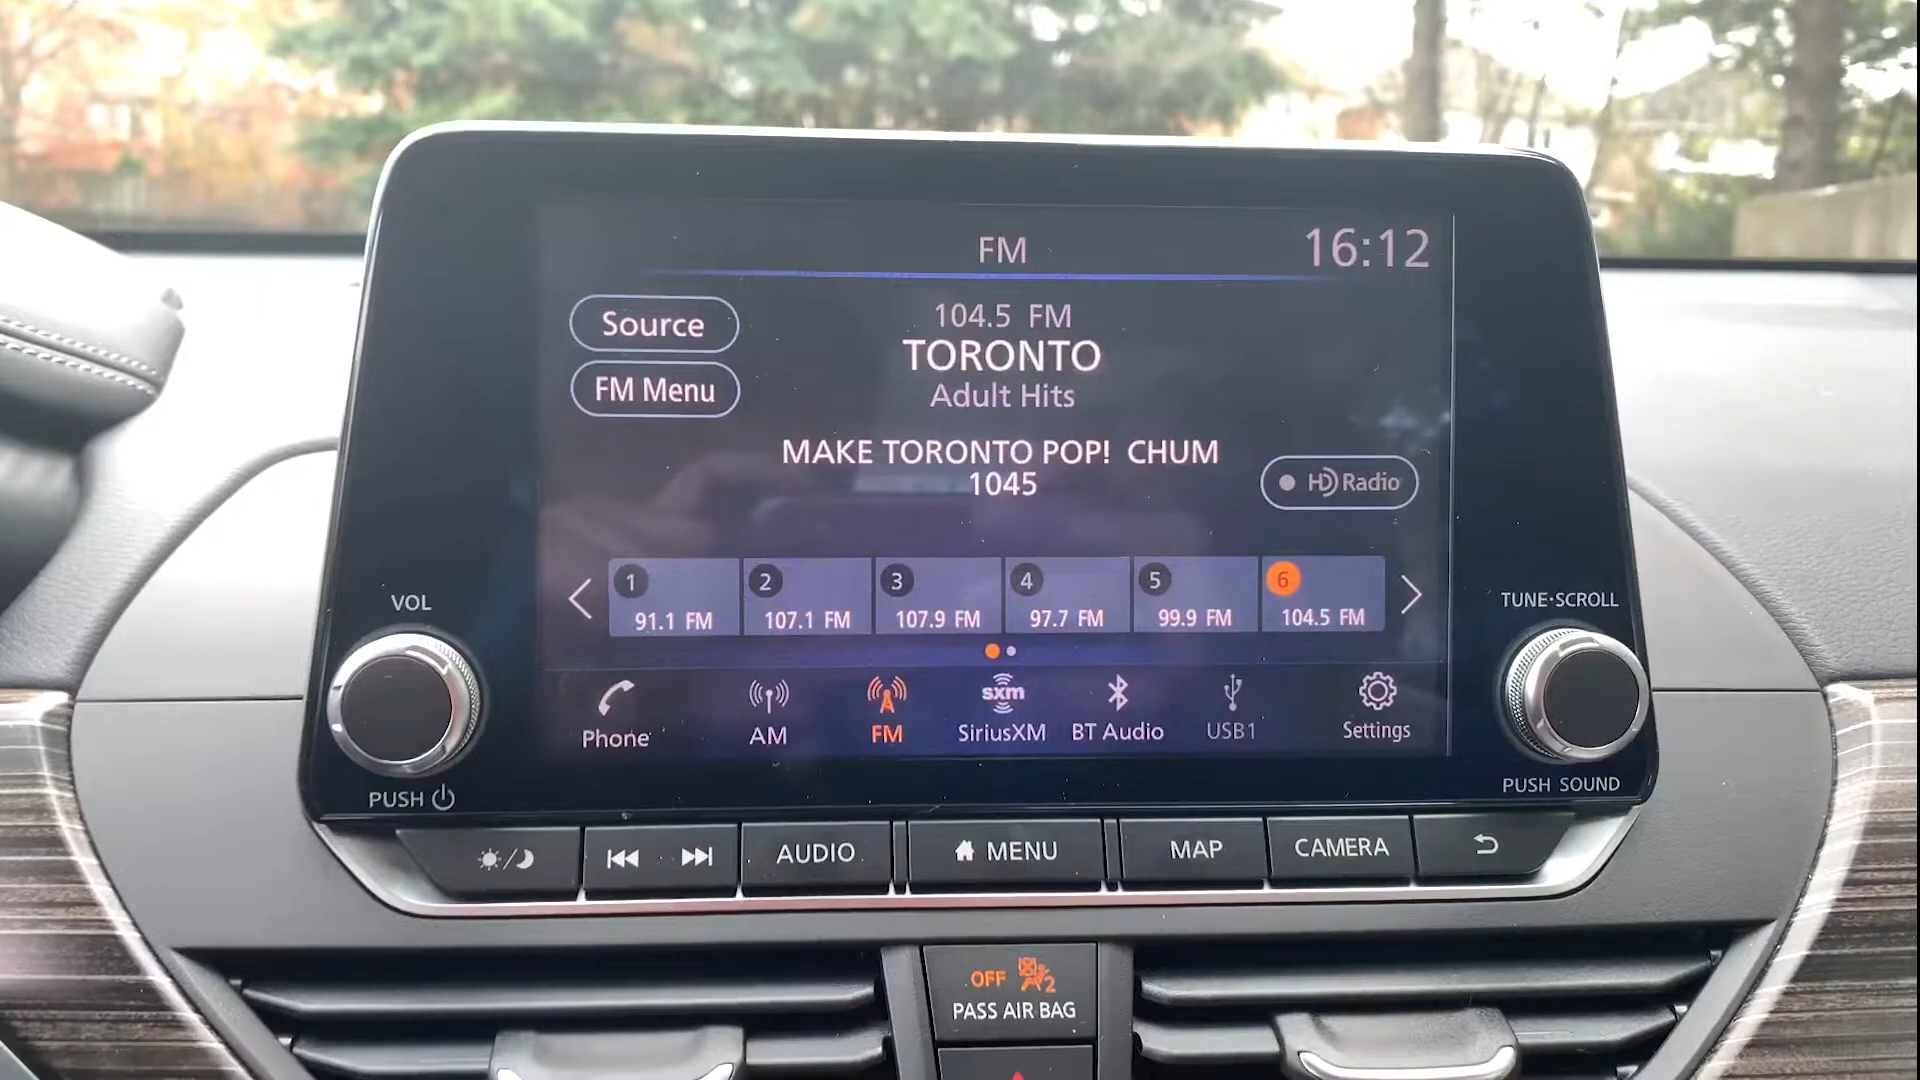 FM
16:12
Source
104.5 FM
TORONTO
FM Menu
Adult Hits
MAKE TORONTO POP! CHUM
1045
HD Radio
1
2
3
4
5
6
91.1 FM
107.1 FM
107.9 FM
97.7 FM
99.9 FM
104.5 FM
VOL
TUNE·SCROLL
sxm
Phone
AM
FM
SiriusXM
BT Audio
USB1
Settings
PUSH
PUSH SOUND
AUDIO
MENU
MAP
CAMERA
OFF 2
PASS AIR BAG